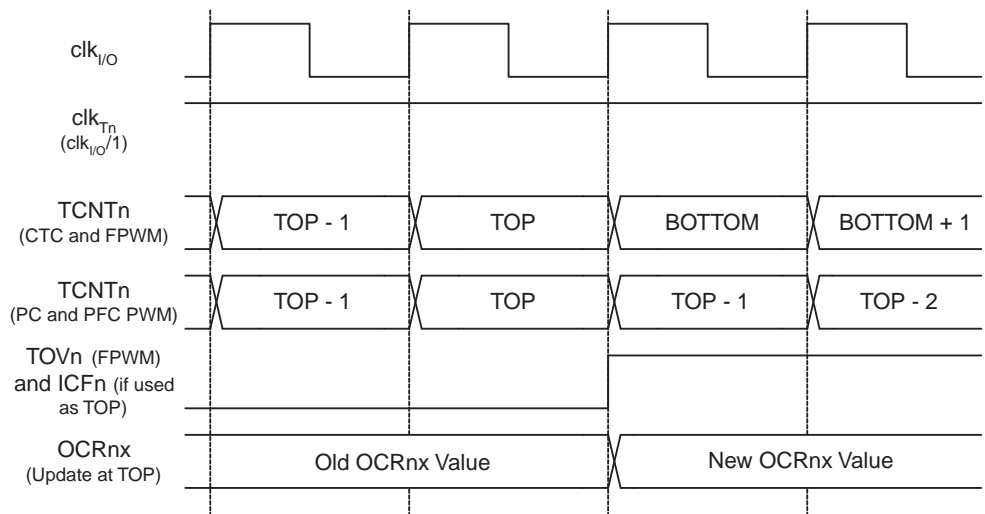 clkI/O
clkTn
(clkI/O/1)
TCNTn
(CTC and FPWM)
TOP - 1
TOP
BOTTOM
BOTTOM + 1
TCNTn
(PC and PFC PWM)
TOP - 1
TOP
TOP - 1
TOP - 2
TOVn (FPWM)
and ICFn (if used
as TOP)
OCRnx
(Update at TOP)
Old OCRnx Value
New OCRnx Value